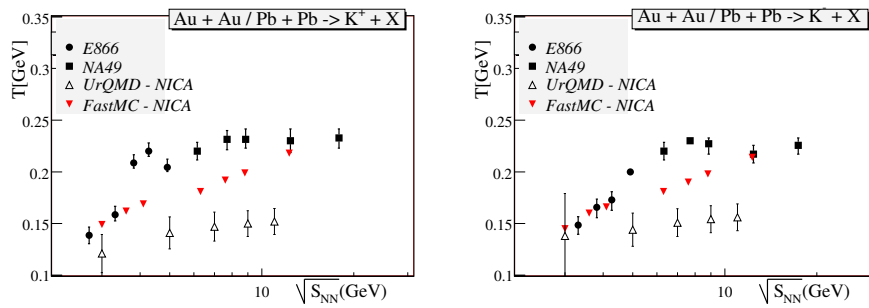 Au + Au / Pb + Pb -> K+ + X
T[GeV]
0.35
0.3
0.25
0.2
0.15
0.1
E866
NA49
UrQMD - NICA
FastMC - NICA
10
√S_NN(GeV)
Au + Au / Pb + Pb -> K- + X
T[GeV]
0.35
0.3
0.25
0.2
0.15
0.1
E866
NA49
UrQMD - NICA
FastMC - NICA
10
√S_NN(GeV)